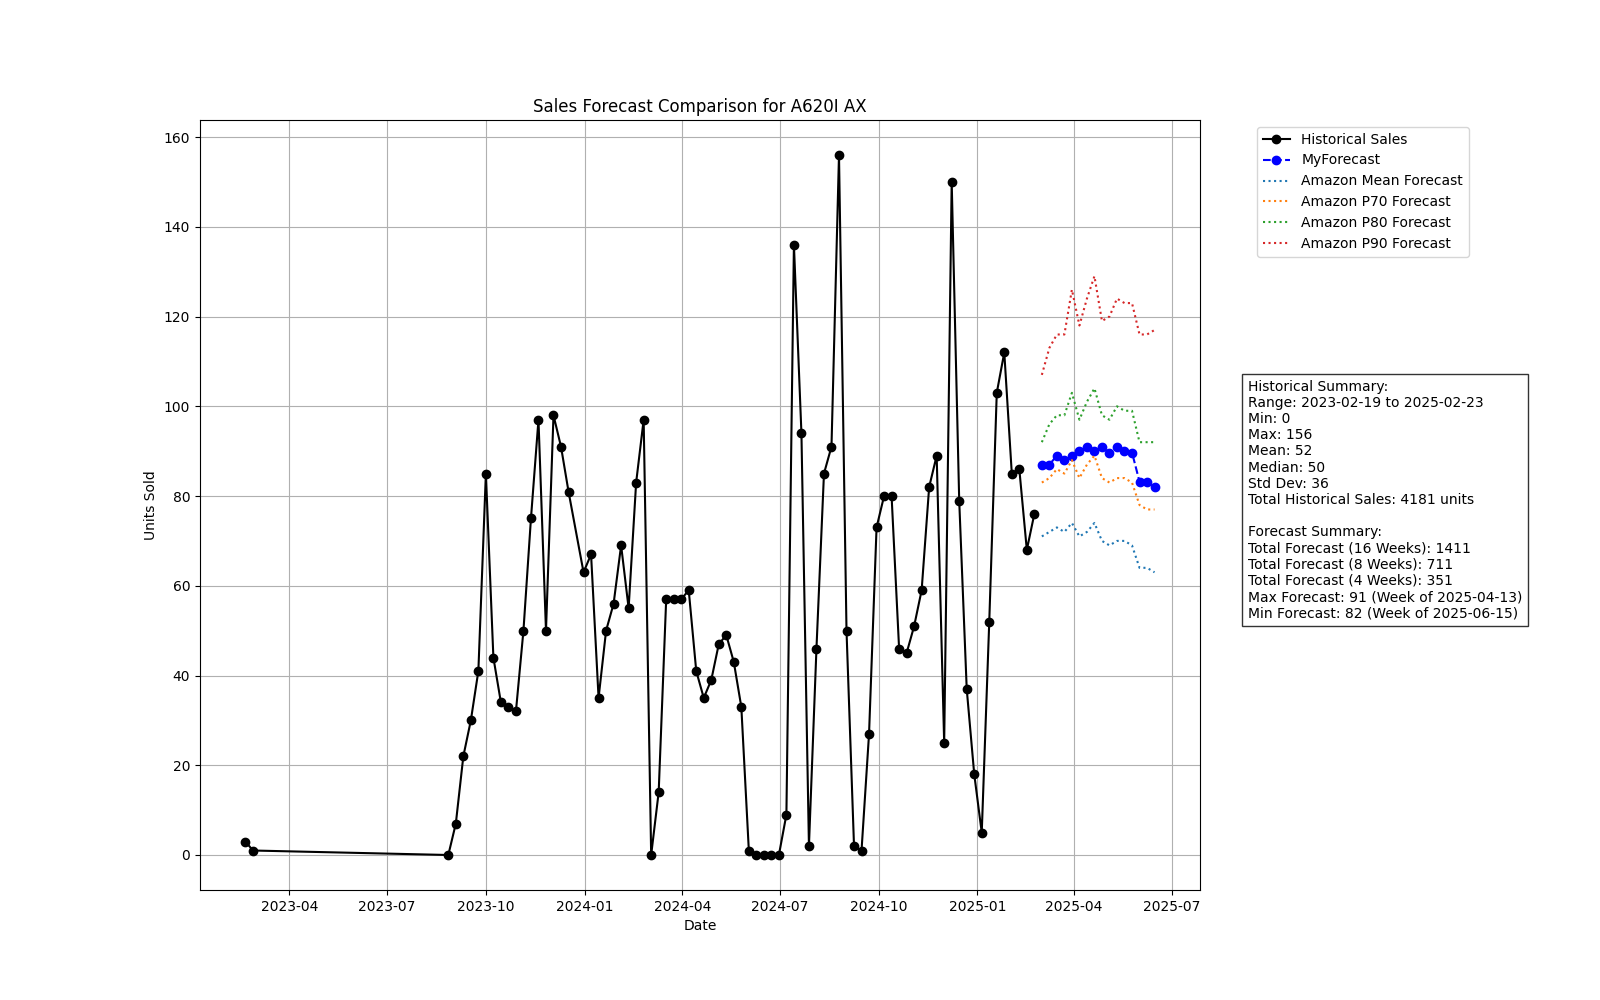 Sales Forecast Comparison for A620I AX
160
140
120
100
80
60
40
20
0
Units Sold
2023-04 2023-07 2023-10 2024-01 2024-04 2024-07 2024-10 2025-01 2025-04 2025-07
Date
Historical Sales
MyForecast
Amazon Mean Forecast
Amazon P70 Forecast
Amazon P80 Forecast
Amazon P90 Forecast
Historical Summary:
Range: 2023-02-19 to 2025-02-23
Min: 0
Max: 156
Mean: 52
Median: 50
Std Dev: 36
Total Historical Sales: 4181 units
Forecast Summary:
Total Forecast (16 Weeks): 1411
Total Forecast (8 Weeks): 711
Total Forecast (4 Weeks): 351
Max Forecast: 91 (Week of 2025-04-13)
Min Forecast: 82 (Week of 2025-06-15)